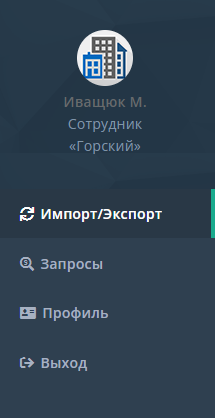 Иващюк М.
Сотрудник
«Горский»
Импорт/Экспорт
Запросы
Профиль
Выход